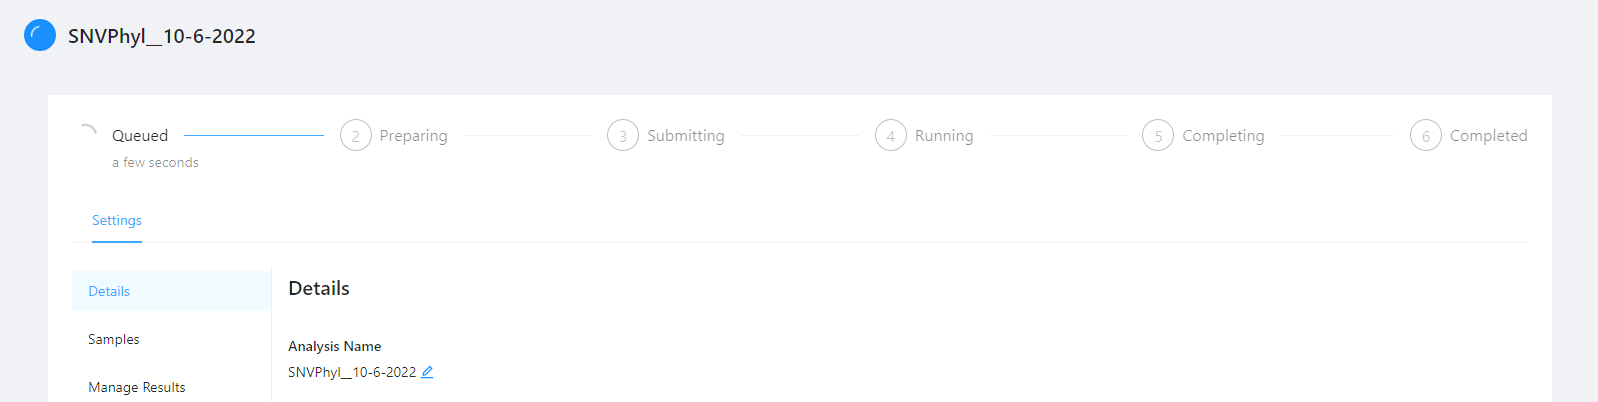 SNVPhyl__10-6-2022
Queued 2 Preparing 3 Submitting 4 Running 5 Completing 6 Completed
a few seconds
Settings
Details
Samples
Manage Results
Details
Analysis Name
SNVPhyl__10-6-2022